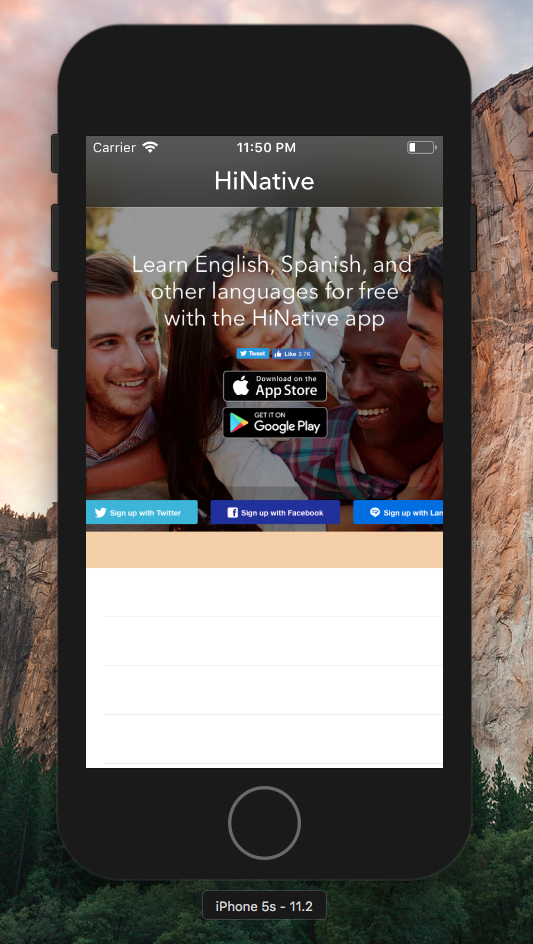 Carrier 11:50 PM
HiNative
Learn English, Spanish, and
other languages for free
with the HiNative app
Tweet Like 3.7K
Download on the
App Store
GET IT ON
Google Play
Sign up with Twitter Sign up with Facebook Sign up with Lan
iPhone 5s - 11.2